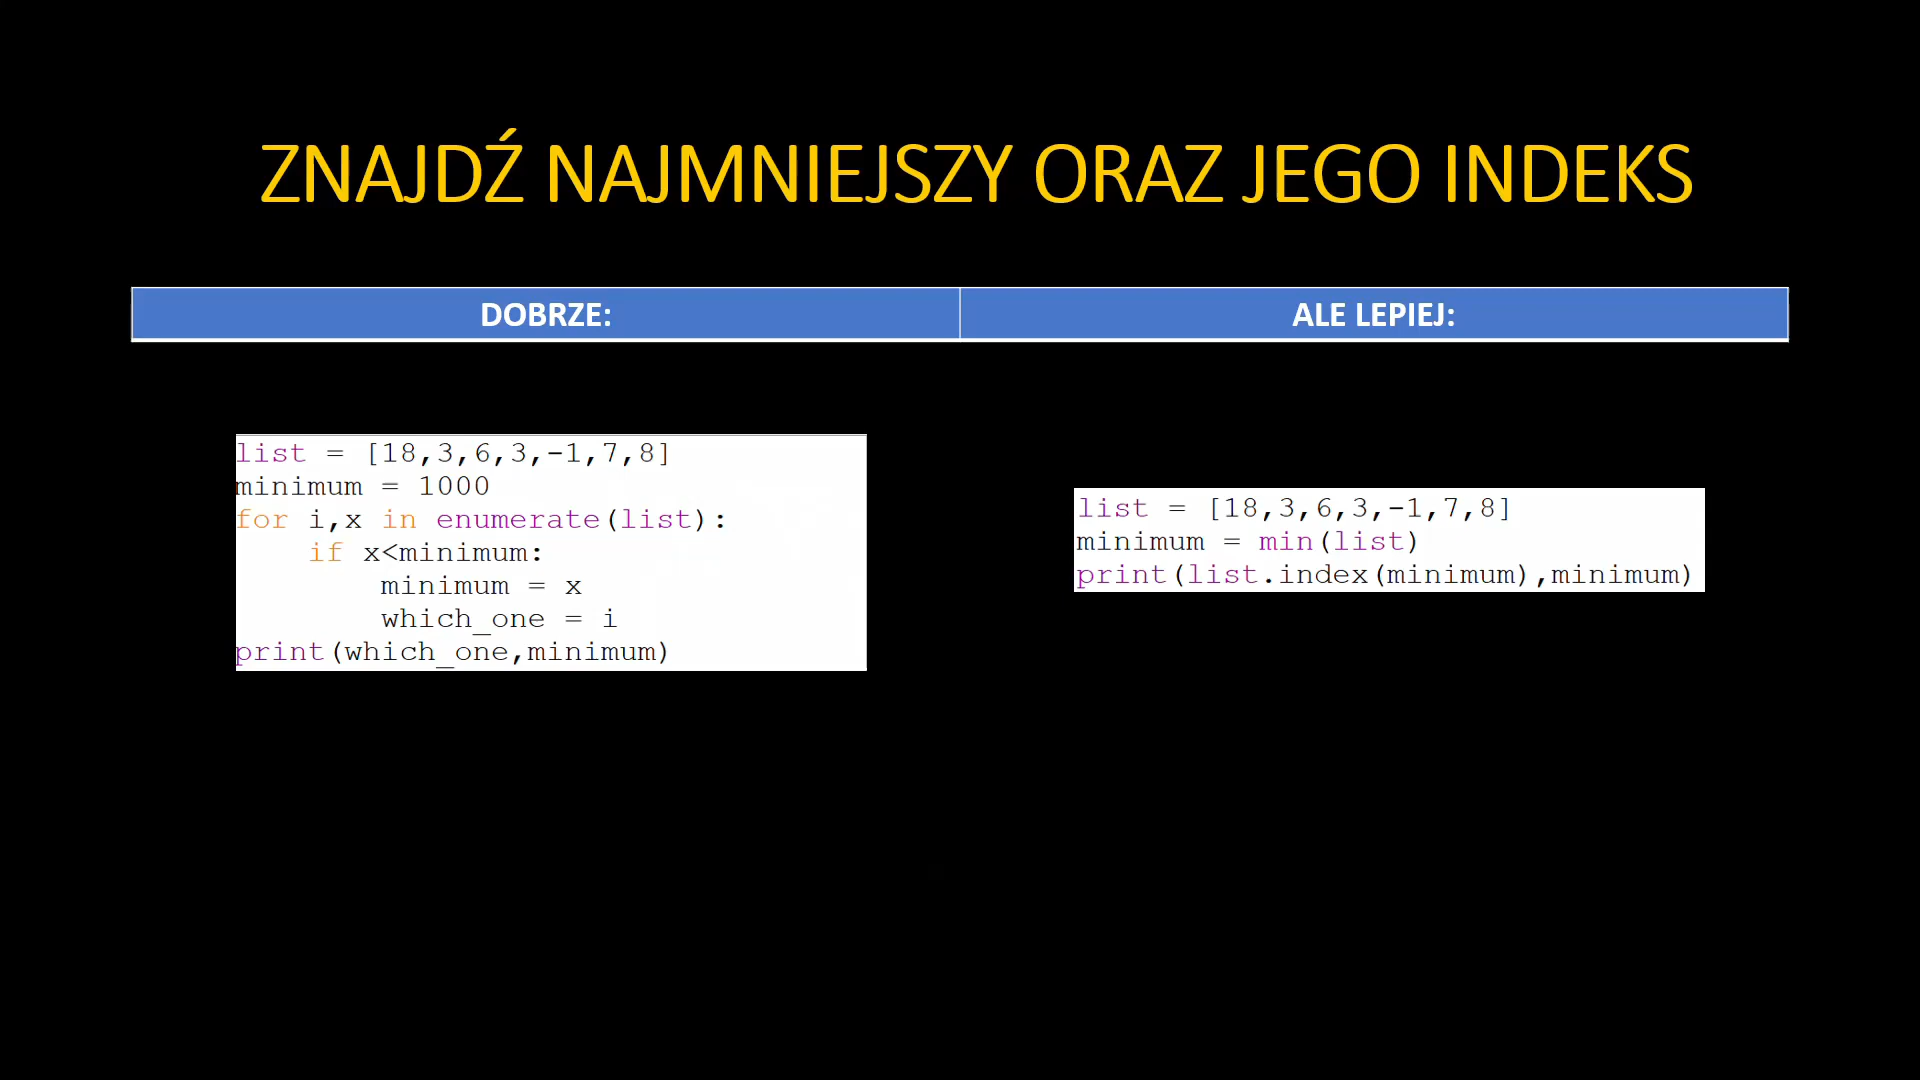 ZNAJDŹ NAJMNIEJSZY ORAZ JEGO INDEKS
DOBRZE:
ALE LEPIEJ:
list = [18,3,6,3,-1,7,8]
minimum = 1000
for i,x in enumerate(list):
    if x<minimum:
        minimum = x
        which_one = i
print(which_one,minimum)
list = [18,3,6,3,-1,7,8]
minimum = min(list)
print(list.index(minimum),minimum)